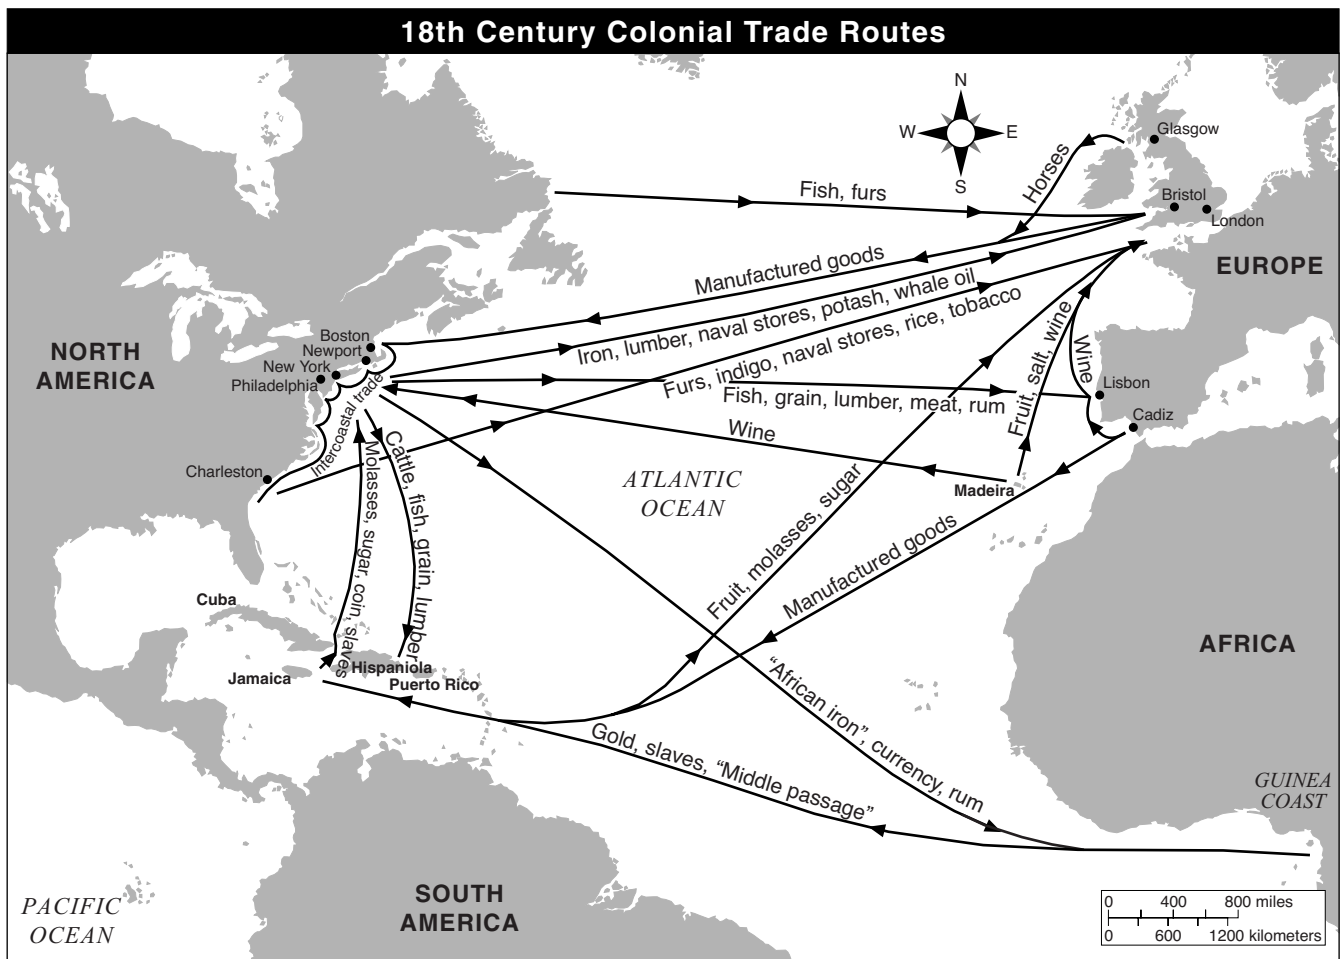 18th Century Colonial Trade Routes
N
W
E
S
Glasgow
Horses
Fish, furs
Bristol
London
EUROPE
Manufactured goods
Iron, lumber, naval stores, potash, whale oil
Furs, indigo, naval stores, rice, tobacco
Fish, grain, lumber, meat, rum
Wine
Fruit, salt, wine
Wine
Lisbon
Cadiz
Madeira
NORTH
AMERICA
Boston
Newport
New York
Philadelphia
Intercoastal trade
Charleston
ATLANTIC
OCEAN
Molasses, sugar, coin, slaves
Cattle, fish, grain, lumber
Fruit, molasses, sugar
Manufactured goods
Cuba
Jamaica
Hispaniola
Puerto Rico
AFRICA
"African iron", currency, rum
Gold, slaves, "Middle passage"
GUINEA
COAST
SOUTH
AMERICA
PACIFIC
OCEAN
0 400 800 miles
0 600 1200 kilometers